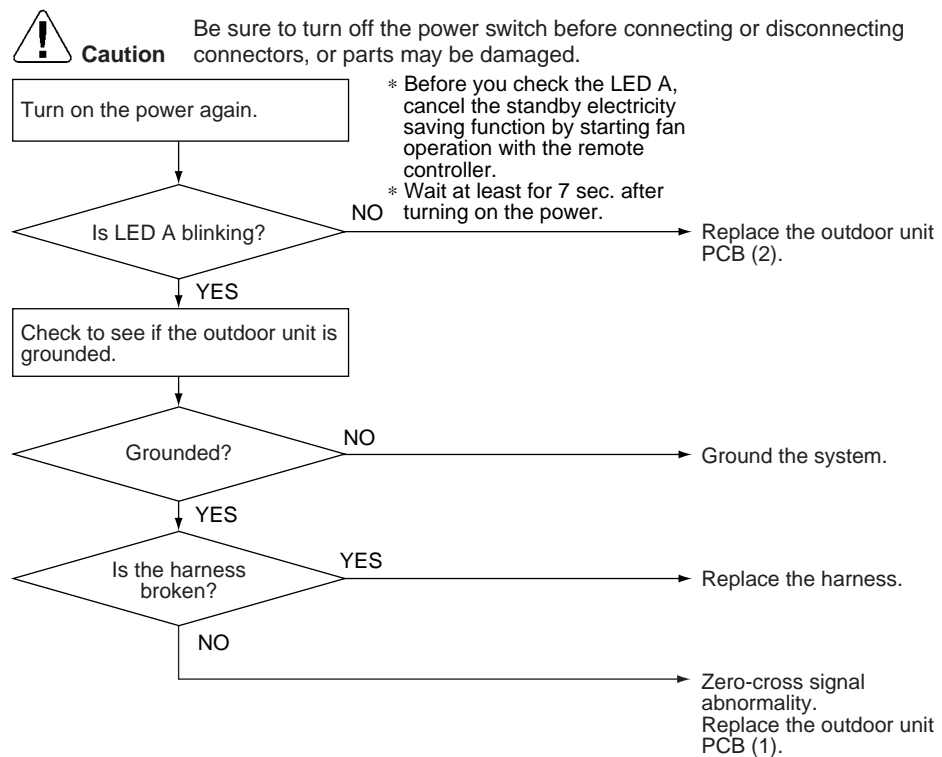 Be sure to turn off the power switch before connecting or disconnecting
Caution connectors, or parts may be damaged.
Turn on the power again.
* Before you check the LED A,
cancel the standby electricity
saving function by starting fan
operation with the remote
controller.
* Wait at least for 7 sec. after
turning on the power.
Is LED A blinking?
NO
Replace the outdoor unit
PCB (2).
YES
Check to see if the outdoor unit is
grounded.
Grounded?
NO
Ground the system.
YES
Is the harness
broken?
YES
Replace the harness.
NO
Zero-cross signal
abnormality.
Replace the outdoor unit
PCB (1).